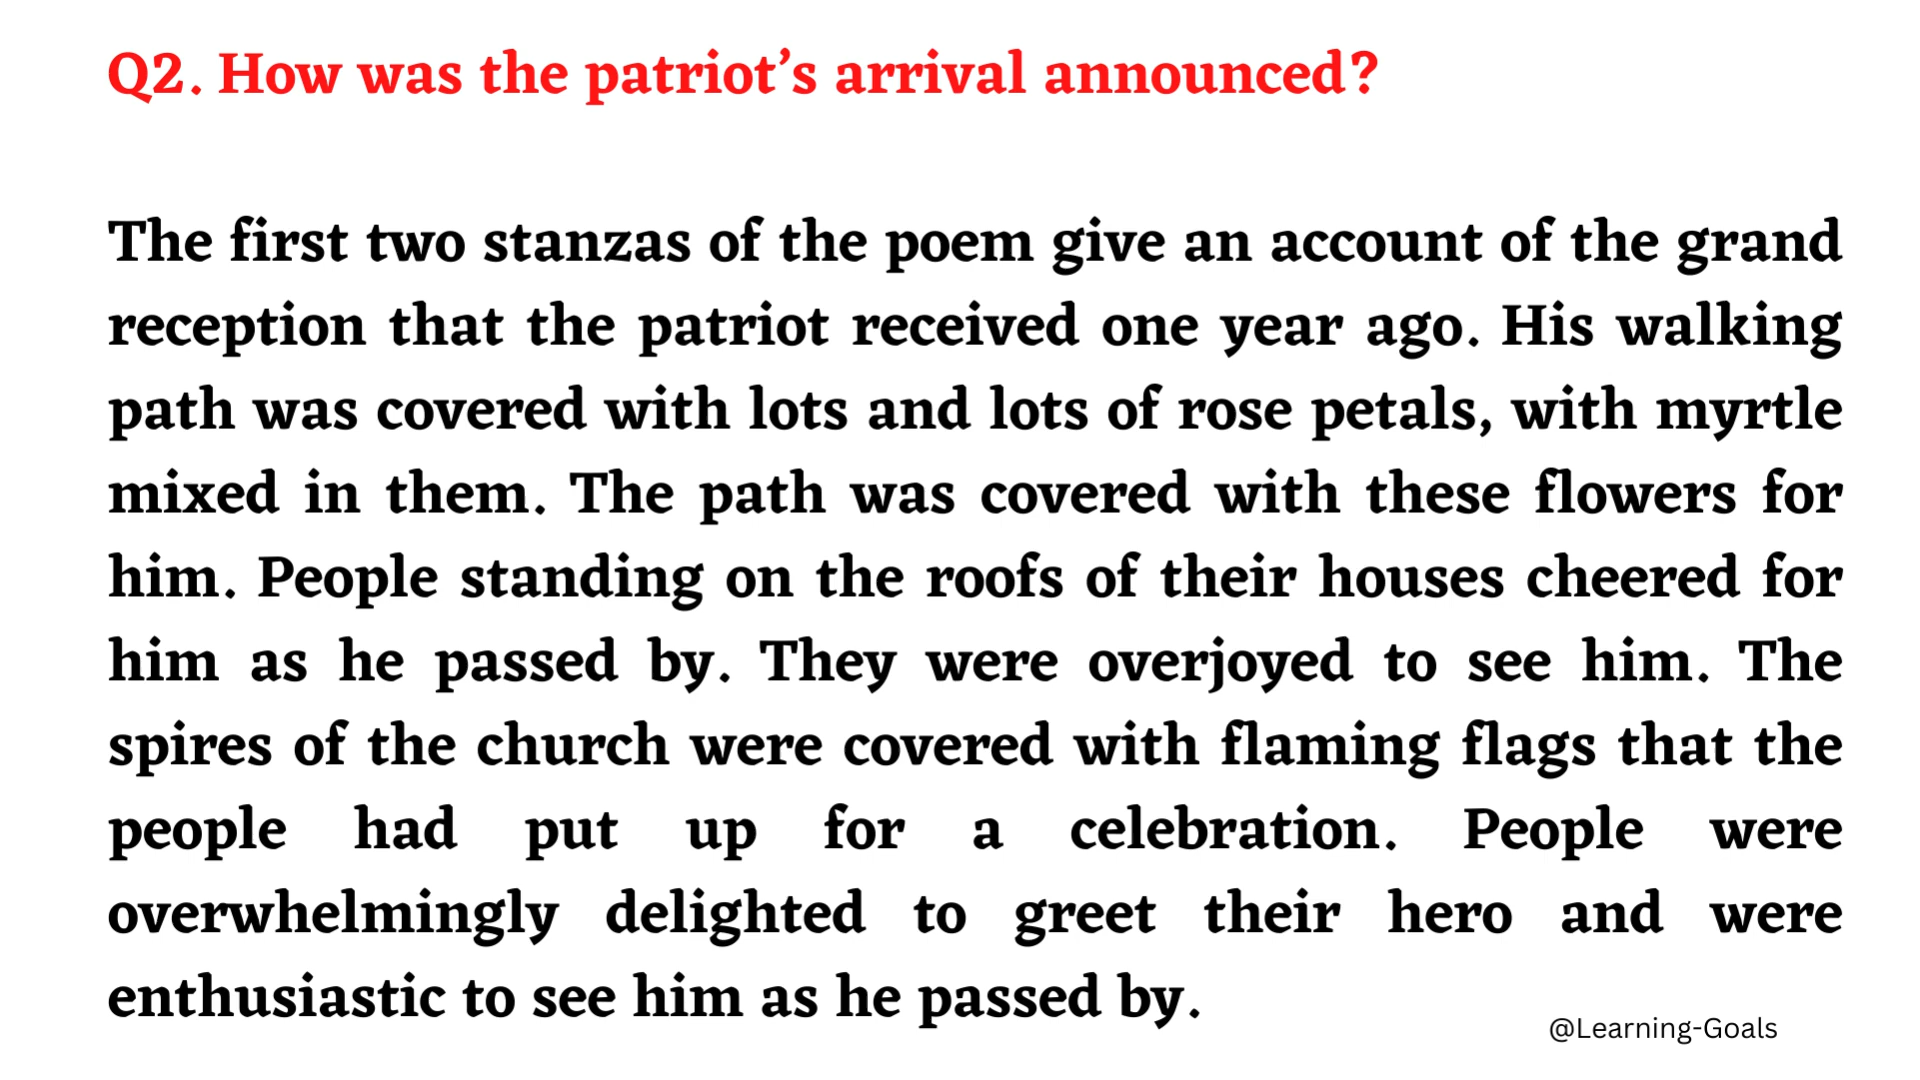 Q2. How was the patriot’s arrival announced?
The first two stanzas of the poem give an account of the grand
reception that the patriot received one year ago. His walking
path was covered with lots and lots of rose petals, with myrtle
mixed in them. The path was covered with these flowers for
him. People standing on the roofs of their houses cheered for
him as he passed by. They were overjoyed to see him. The
spires of the church were covered with flaming flags that the
people had put up for a celebration. People were
overwhelmingly delighted to greet their hero and were
enthusiastic to see him as he passed by.
@Learning-Goals